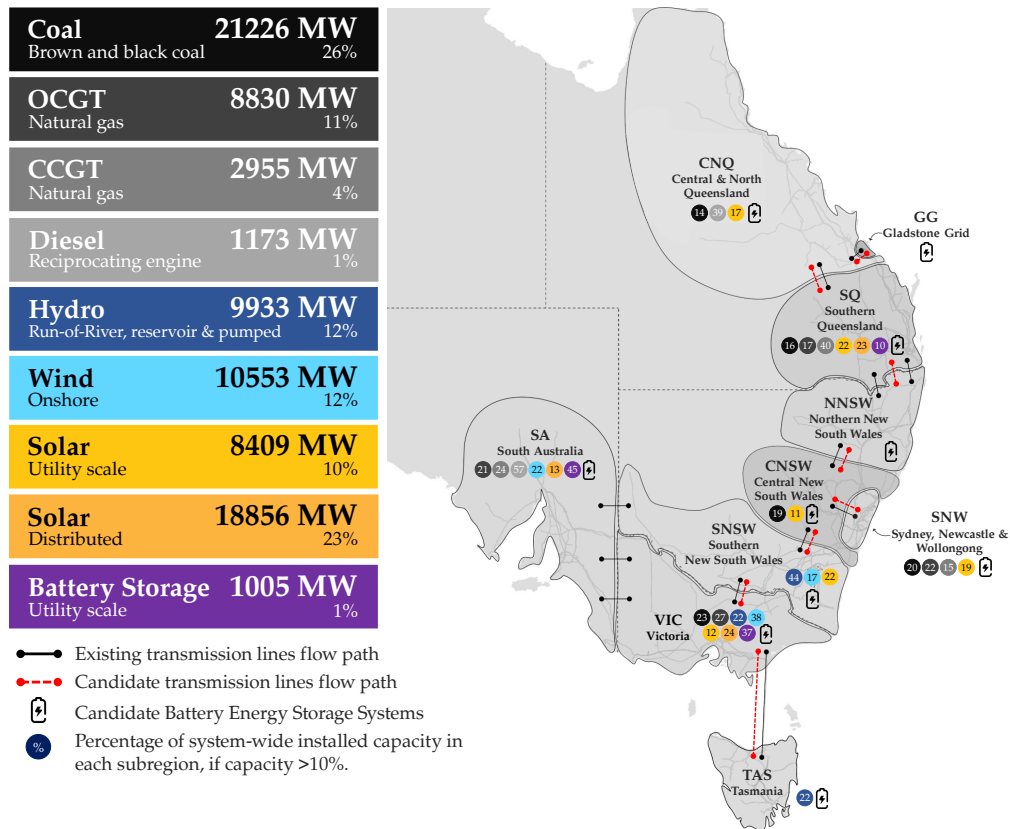 Coal 21226 MW
Brown and black coal 26%
OCGT 8830 MW
Natural gas 11%
CCGT 2955 MW
Natural gas 4%
Diesel 1173 MW
Reciprocating engine 1%
Hydro 9933 MW
Run-of-River, reservoir & pumped 12%
Wind 10553 MW
Onshore 12%
Solar 8409 MW
Utility scale 10%
Solar 18856 MW
Distributed 23%
Battery Storage 1005 MW
Utility scale 1%
Existing transmission lines flow path
Candidate transmission lines flow path
Candidate Battery Energy Storage Systems
% Percentage of system-wide installed capacity in
each subregion, if capacity >10%.
CNQ
Central & North
Queensland
14 39 17
GG
Gladstone Grid
SQ
Southern
Queensland
16 17 40 22 23 10
NNSW
Northern New
South Wales
SA
South Australia
21 24 57 22 13 45
CNSW
Central New
South Wales
19 11
SNW
Sydney, Newcastle &
Wollongong
20 22 15 19
SNSW
Southern
New South Wales
44 17 22
VIC
Victoria
23 27 22 38
12 24 37
TAS
Tasmania
22